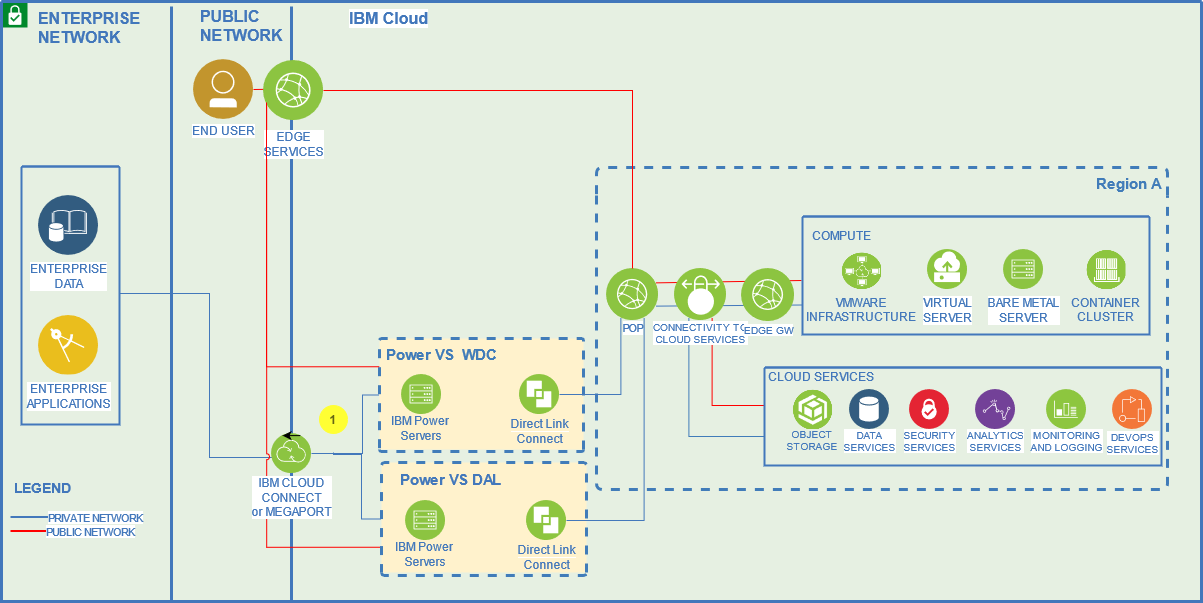 ENTERPRISE
NETWORK
PUBLIC
NETWORK
IBM Cloud
END USER
EDGE
SERVICES
ENTERPRISE
DATA
ENTERPRISE
APPLICATIONS
LEGEND
PRIVATE NETWORK
PUBLIC NETWORK
1
IBM CLOUD
CONNECT
or MEGAPORT
Power VS WDC
IBM Power
Servers
Direct Link
Connect
Power VS DAL
IBM Power
Servers
Direct Link
Connect
Region A
POP
CONNECTIVITY TO
CLOUD SERVICES
EDGE GW
COMPUTE
VMWARE
INFRASTRUCTURE
VIRTUAL
SERVER
BARE METAL
SERVER
CONTAINER
CLUSTER
CLOUD SERVICES
OBJECT
STORAGE
DATA
SERVICES
SECURITY
SERVICES
ANALYTICS
SERVICES
MONITORING
AND LOGGING
DEVOPS
SERVICES